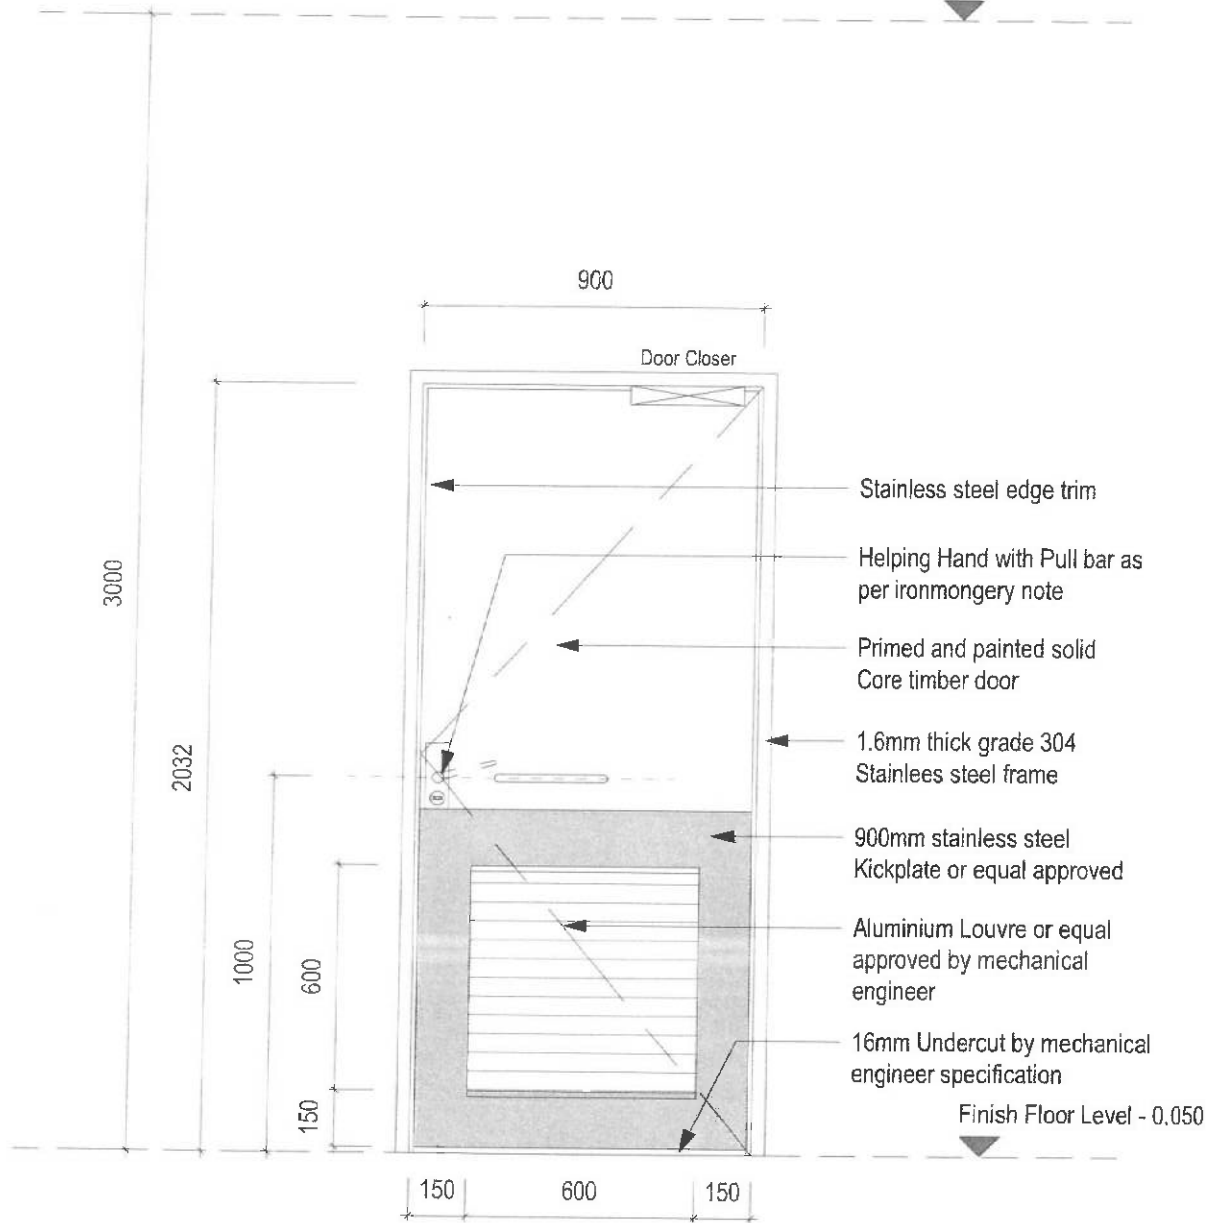 900
Door Closer
Stainless steel edge trim
Helping Hand with Pull bar as
per ironmongery note
Primed and painted solid
Core timber door
1.6mm thick grade 304
Stainlees steel frame
900mm stainless steel
Kickplate or equal approved
Aluminium Louvre or equal
approved by mechanical
engineer
16mm Undercut by mechanical
engineer specification
Finish Floor Level - 0.050
3000
2032
1000
600
150
150
600
150